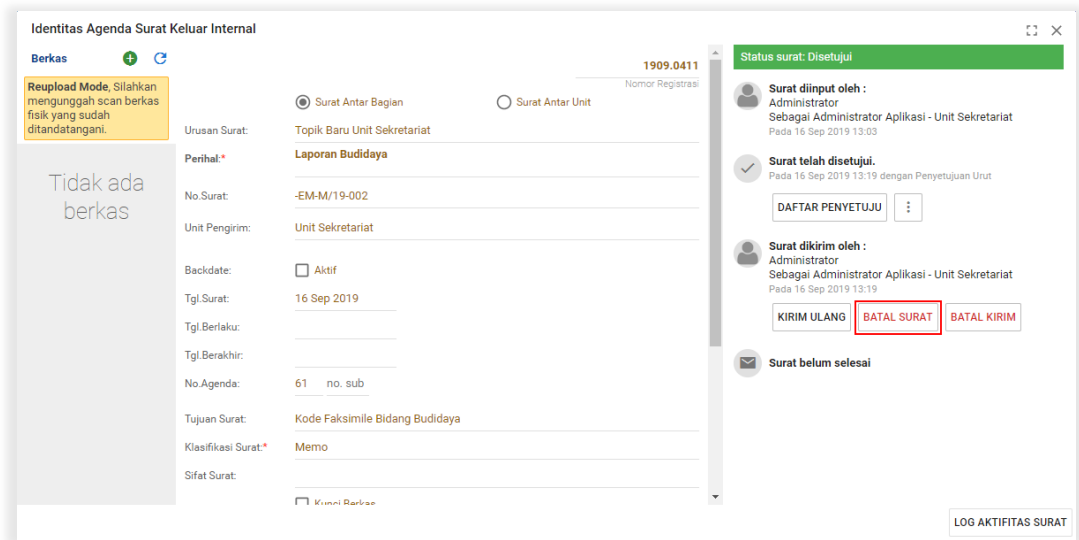 Identitas Agenda Surat Keluar Internal
Berkas
Reupload Mode, Silahkan
mengunggah scan berkas
fisik yang sudah
ditandatangani.
Tidak ada
berkas
1909.0411
Nomor Registrasi
Surat Antar Bagian
Surat Antar Unit
Urusan Surat: Topik Baru Unit Sekretariat
Perihal:* Laporan Budidaya
No.Surat: -EM-M/19-002
Unit Pengirim: Unit Sekretariat
Backdate: Aktif
Tgl.Surat: 16 Sep 2019
Tgl.Berlaku:
Tgl.Berakhir:
No.Agenda: 61 no. sub
Tujuan Surat: Kode Faksimile Bidang Budidaya
Klasifikasi Surat:* Memo
Sifat Surat:
Kunci Berkas
Status surat: Disetujui
Surat diinput oleh :
Administrator
Sebagai Administrator Aplikasi - Unit Sekretariat
Pada 16 Sep 2019 13:03
Surat telah disetujui.
Pada 16 Sep 2019 13:19 dengan Penyetujuan Urut
DAFTAR PENYETUJU
Surat dikirim oleh :
Administrator
Sebagai Administrator Aplikasi - Unit Sekretariat
Pada 16 Sep 2019 13:19
KIRIM ULANG BATAL SURAT BATAL KIRIM
Surat belum selesai
LOG AKTIFITAS SURAT